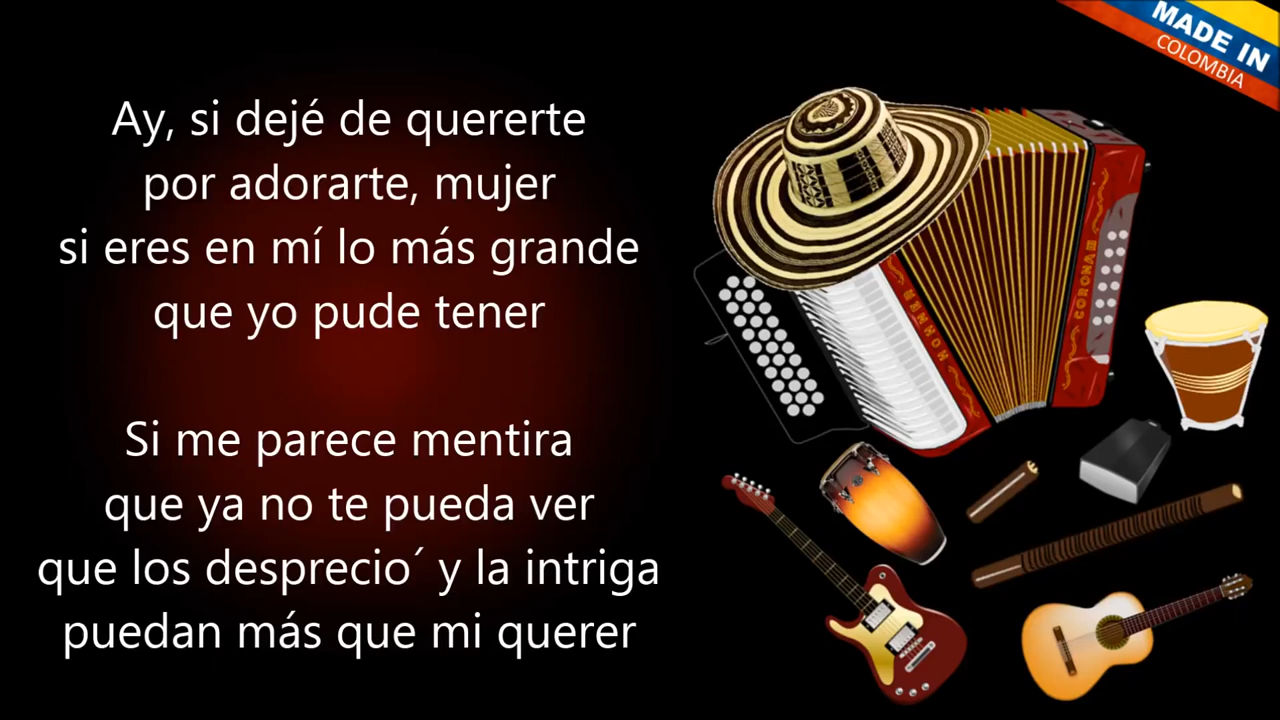 MADE IN
COLOMBIA
Ay, si dejé de quererte
por adorarte, mujer
si eres en mí lo más grande
que yo pude tener
Si me parece mentira
que ya no te pueda ver
que los desprecio´ y la intriga
puedan más que mi querer
HOHNER
CORONA III